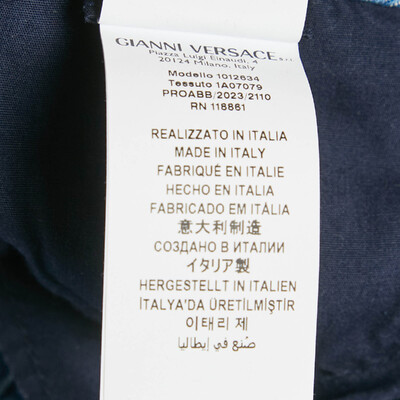 GIANNI VERSACE S.r.l.
Piazza Luigi Einaudi, 4
20124 Milano, Italy
Modello 1012634
Tessuto 1A07079
PROABB/2023/2110
RN 118861
REALIZZATO IN ITALIA
MADE IN ITALY
FABRIQUÉ EN ITALIE
HECHO EN ITALIA
FABRICADO EM ITÁLIA
意大利制造
СОЗДАНО В ИТАЛИИ
イタリア製
HERGESTELLT IN ITALIEN
İTALYA'DA ÜRETİLMİŞTİR
이태리 제
صُنع في إيطاليا